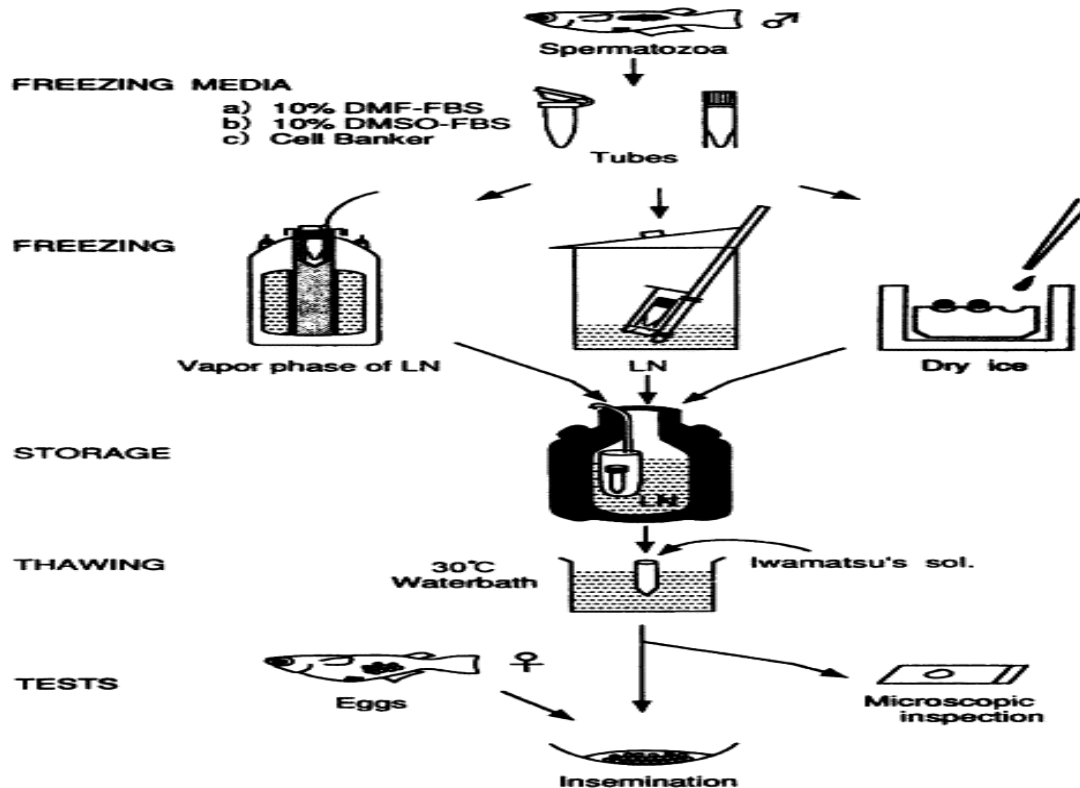 ♂
Spermatozoa
FREEZING MEDIA
a) 10% DMF-FBS
b) 10% DMSO-FBS
c) Cell Banker
Tubes
FREEZING
Vapor phase of LN
LN
Dry ice
STORAGE
LN
THAWING
30℃
Waterbath
Iwamatsu's sol.
TESTS
♀
Eggs
Microscopic
inspection
Insemination